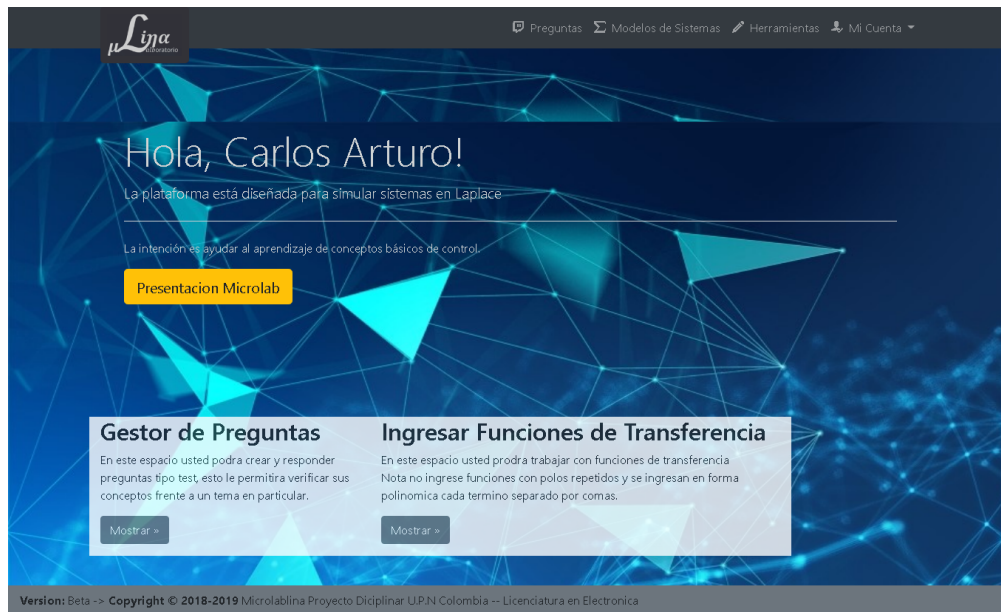 µLina
Laboratorio
Preguntas Modelos de Sistemas Herramientas Mi Cuenta
Hola, Carlos Arturo!
La plataforma está diseñada para simular sistemas en Laplace
La intención es ayudar al aprendizaje de conceptos básicos de control.
Presentacion Microlab
Gestor de Preguntas
En este espacio usted podra crear y responder
preguntas tipo test, esto le permitira verificar sus
conceptos frente a un tema en particular.
Mostrar »
Ingresar Funciones de Transferencia
En este espacio usted prodra trabajar con funciones de transferencia
Nota no ingrese funciones con polos repetidos y se ingresan en forma
polinomica cada termino separado por comas.
Mostrar »
Version: Beta -> Copyright © 2018-2019 Microlablina Proyecto Diciplinar U.P.N Colombia -- Licenciatura en Electronica